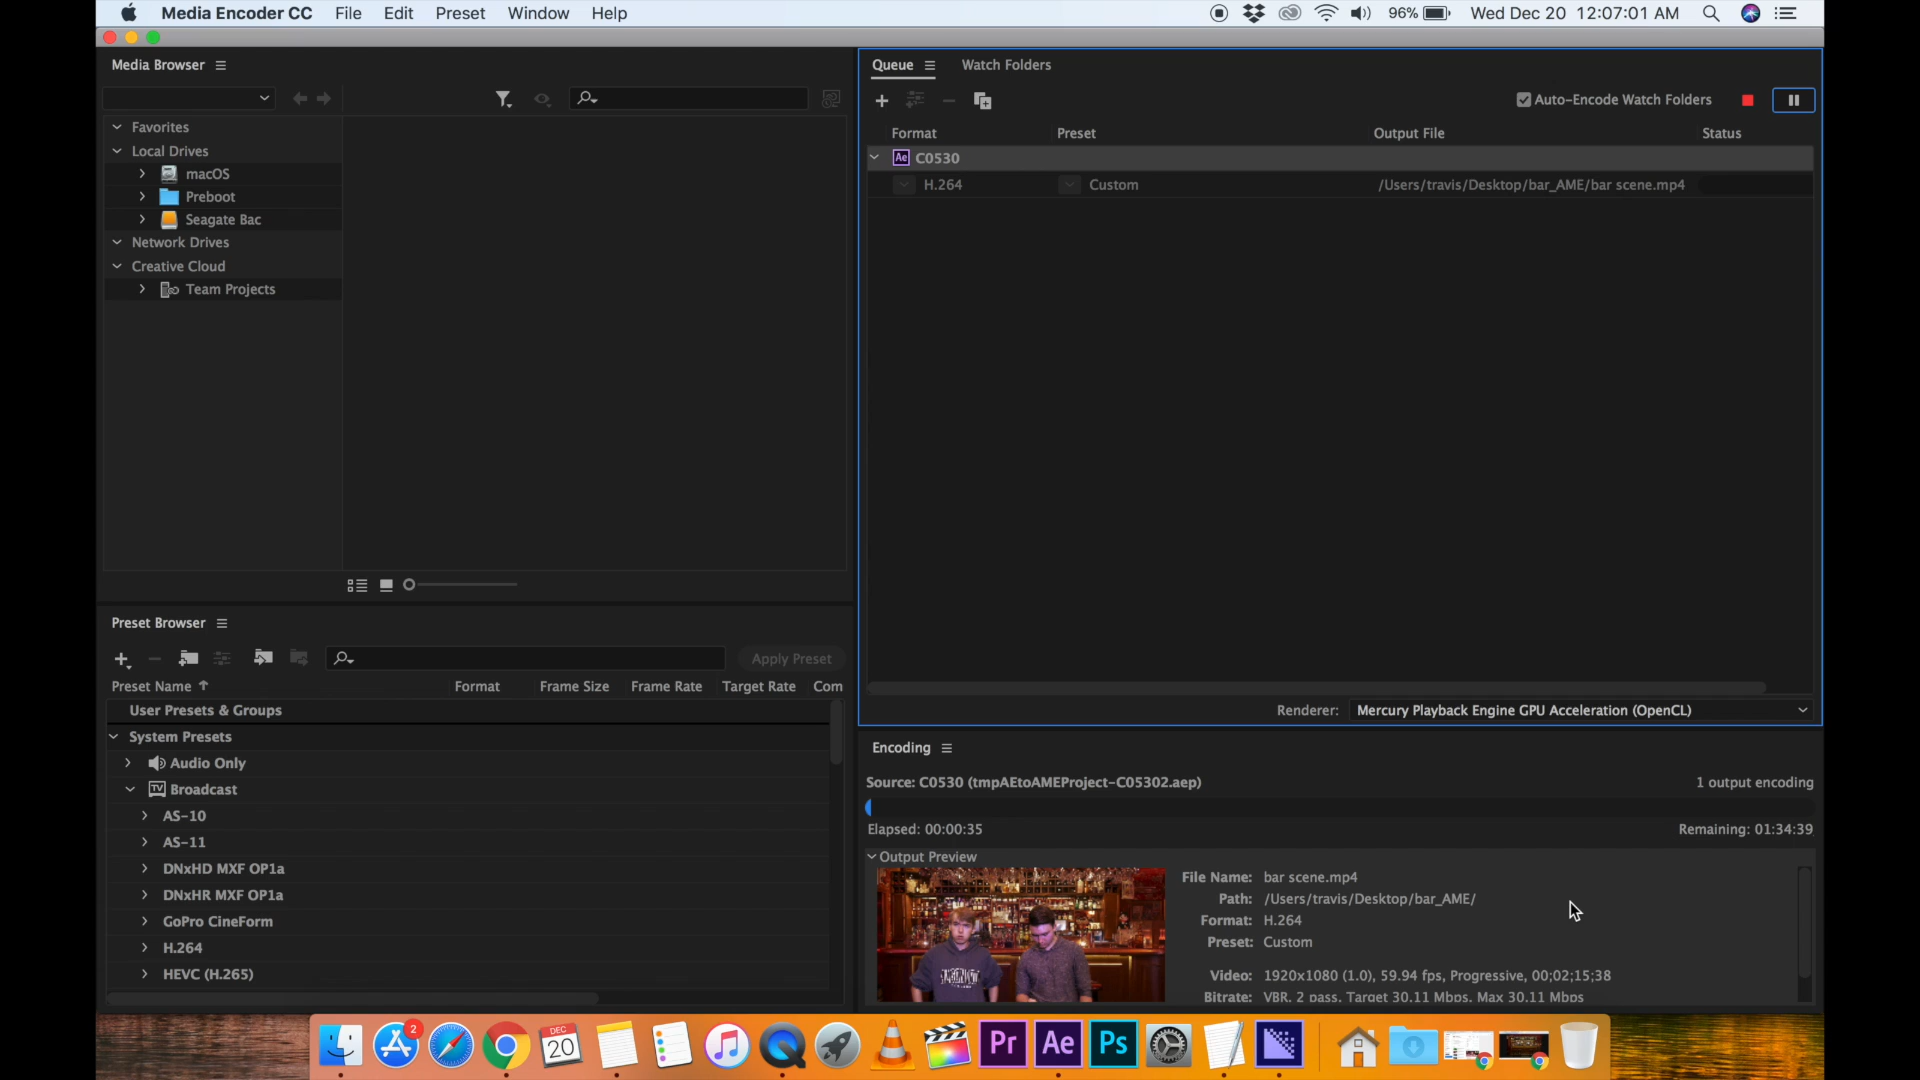 Media Encoder CC File Edit Preset Window Help 96% Wed Dec 20 12:07:01 AM
Media Browser
Favorites
Local Drives
macOS
Preboot
Seagate Bac
Network Drives
Creative Cloud
Team Projects
Queue Watch Folders
Auto-Encode Watch Folders
Format Preset Output File Status
Ae C0530
H.264 Custom /Users/travis/Desktop/bar_AME/bar scene.mp4
Renderer: Mercury Playback Engine GPU Acceleration (OpenCL)
Preset Browser
Apply Preset
Preset Name Format Frame Size Frame Rate Target Rate Com
User Presets & Groups
System Presets
Audio Only
TV Broadcast
AS-10
AS-11
DNxHD MXF OP1a
DNxHR MXF OP1a
GoPro CineForm
H.264
HEVC (H.265)
Encoding
Source: C0530 (tmpAEtoAMEProject-C05302.aep) 1 output encoding
Elapsed: 00:00:35 Remaining: 01:34:39
Output Preview
File Name: bar scene.mp4
Path: /Users/travis/Desktop/bar_AME/
Format: H.264
Preset: Custom
Video: 1920x1080 (1.0), 59.94 fps, Progressive, 00;02;15;38
Bitrate: VBR, 2 pass, Target 30.11 Mbps, Max 30.11 Mbps
2 DEC 20 Pr Ae Ps